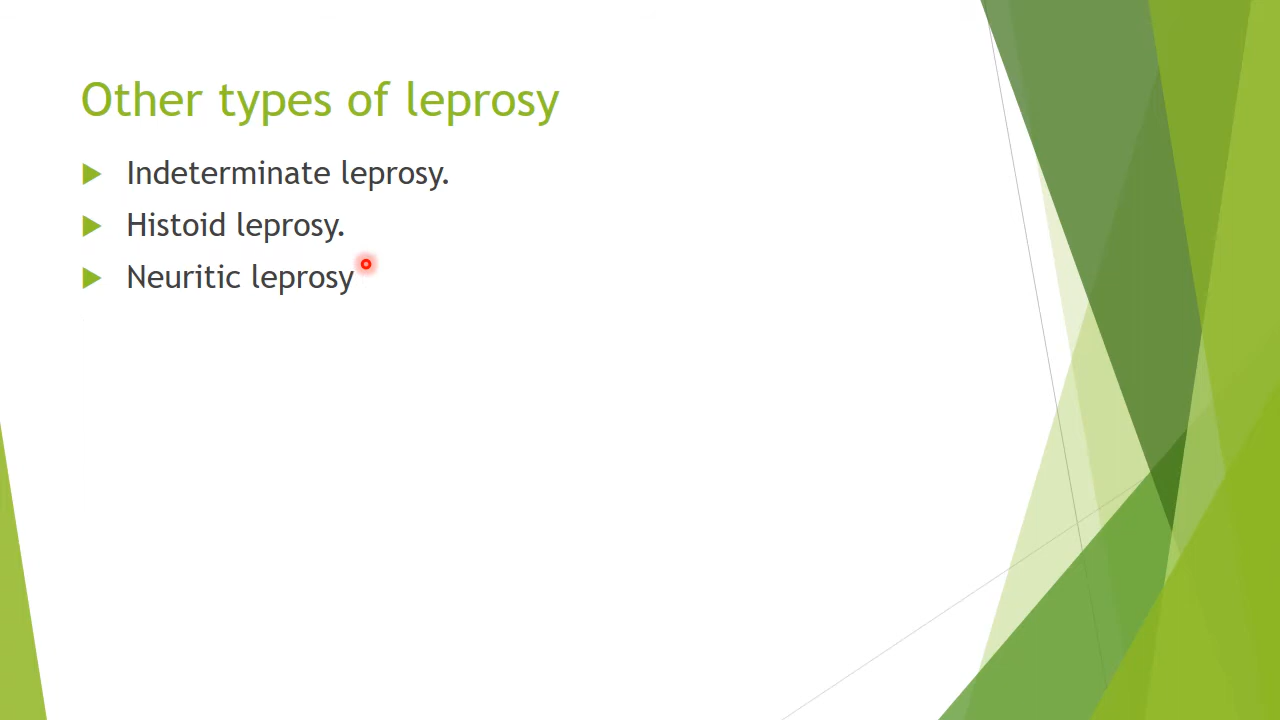 Other types of leprosy
Indeterminate leprosy.
Histoid leprosy.
Neuritic leprosy